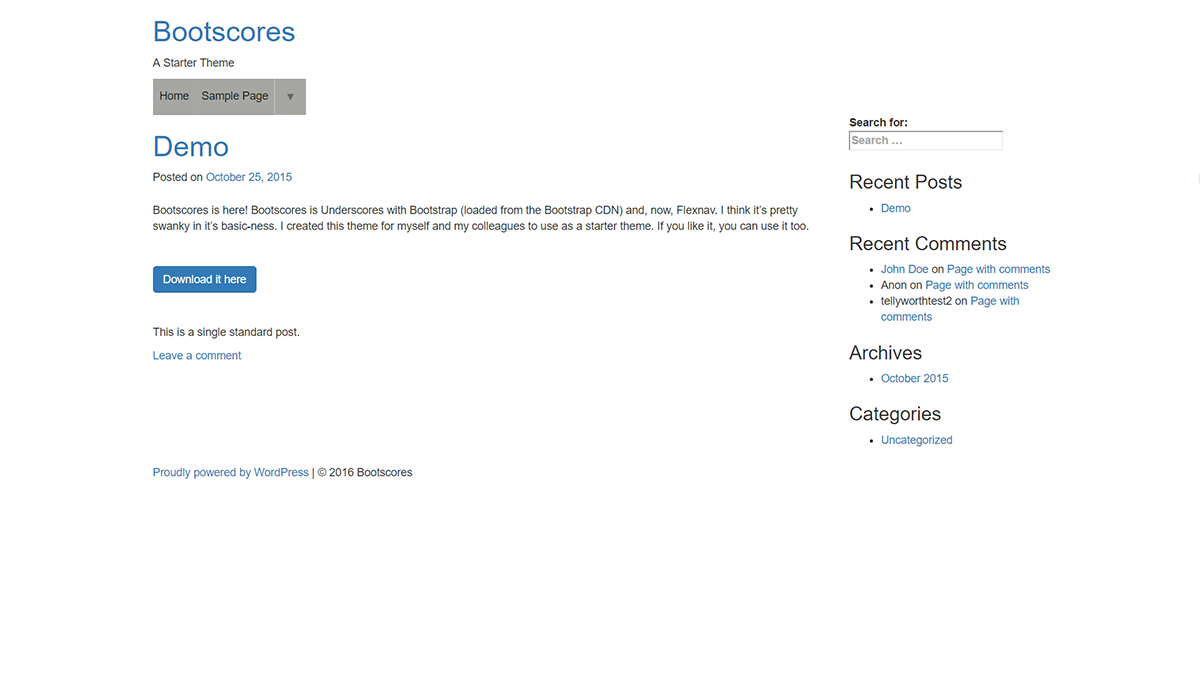 Bootscores
A Starter Theme
Home Sample Page ▼
Demo
Posted on October 25, 2015
Bootscores is here! Bootscores is Underscores with Bootstrap (loaded from the Bootstrap CDN) and, now, Flexnav. I think it’s pretty
swanky in it’s basic-ness. I created this theme for myself and my colleagues to use as a starter theme. If you like it, you can use it too.
Download it here
This is a single standard post.
Leave a comment
Search for:
Search …
Recent Posts
Demo
Recent Comments
John Doe on Page with comments
Anon on Page with comments
tellyworthtest2 on Page with
comments
Archives
October 2015
Categories
Uncategorized
Proudly powered by WordPress | © 2016 Bootscores